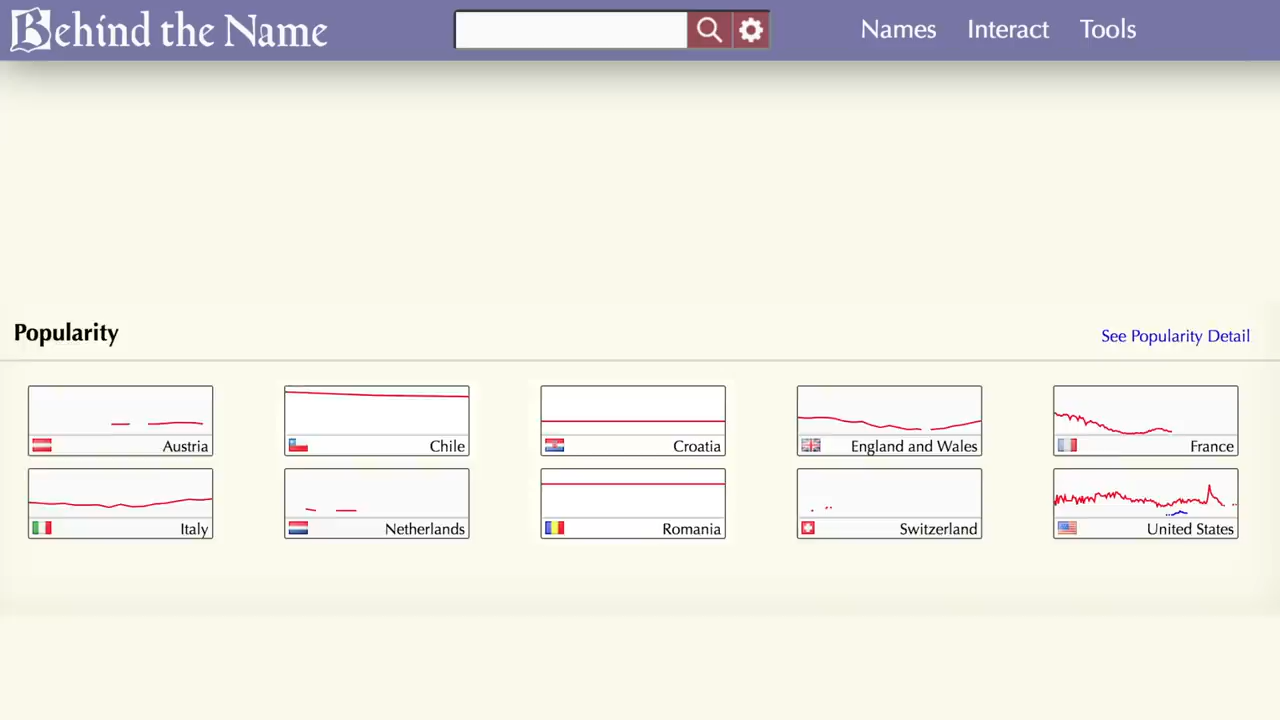 Behind the Name
Names Interact Tools
Popularity
See Popularity Detail
Austria
Chile
Croatia
England and Wales
France
Italy
Netherlands
Romania
Switzerland
United States